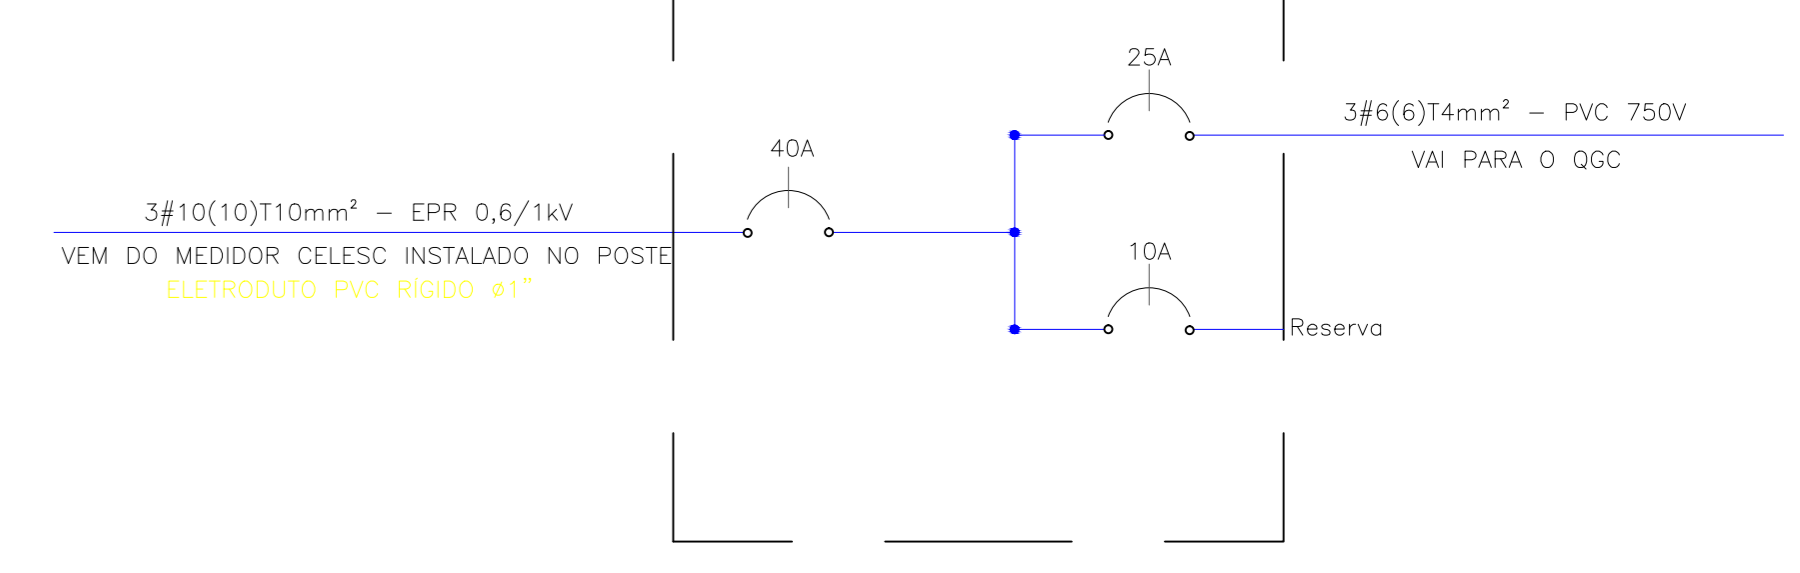 25A
3#6(6)T4mm² - PVC 750V
VAI PARA O QGC
40A
3#10(10)T10mm² - EPR 0,6/1kV
VEM DO MEDIDOR CELESC INSTALADO NO POSTE
ELETRODUTO PVC RÍGIDO ø1"
10A
Reserva